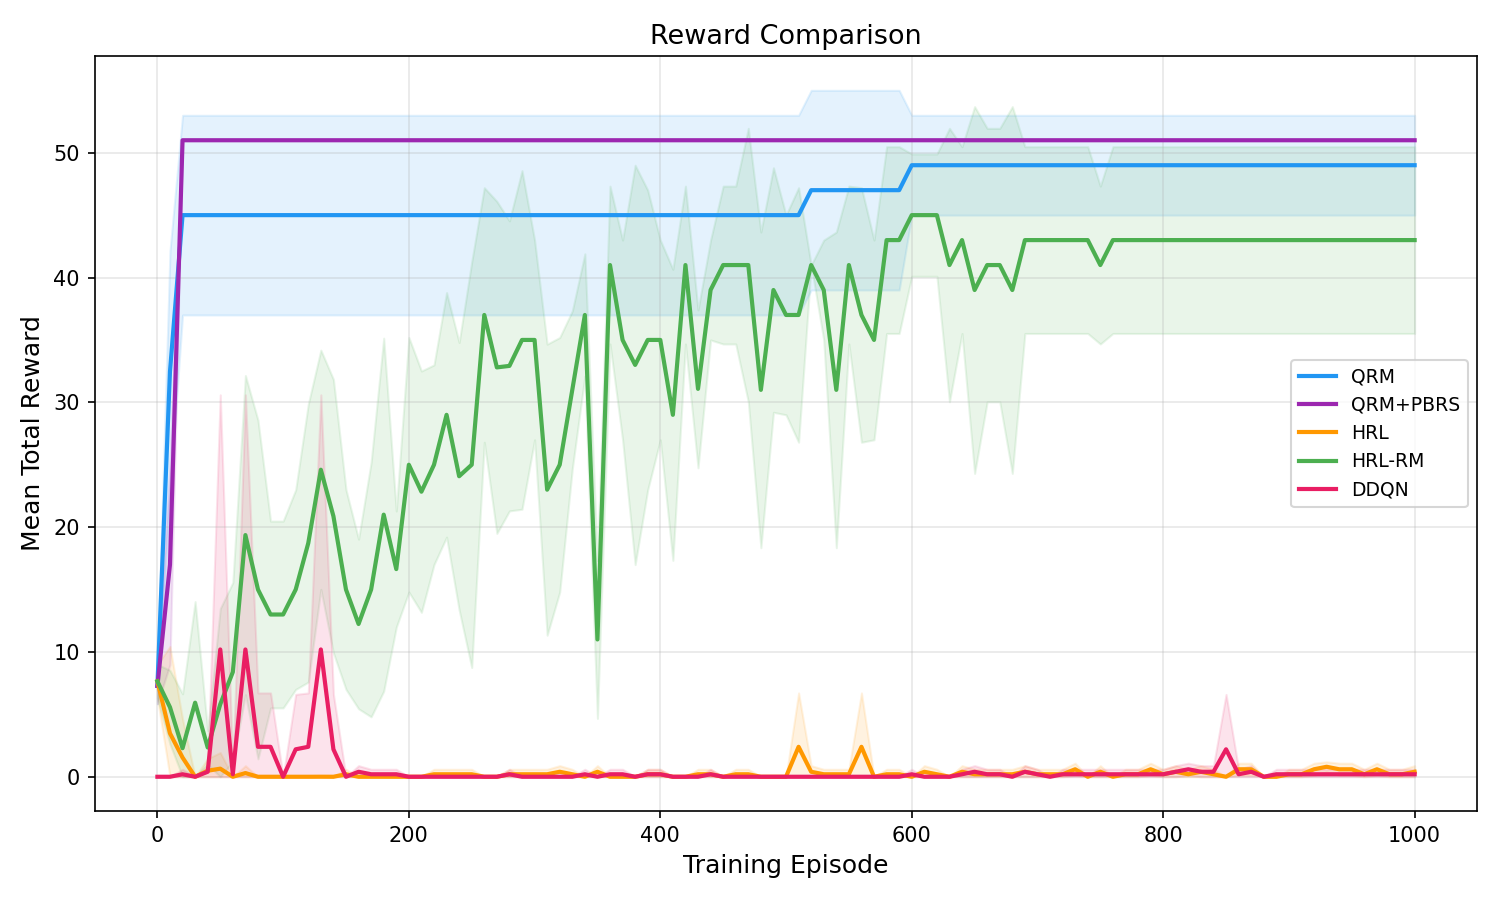 Reward Comparison
Mean Total Reward
50
40
30
20
10
0
QRM
QRM+PBRS
HRL
HRL-RM
DDQN
0 200 400 600 800 1000
Training Episode